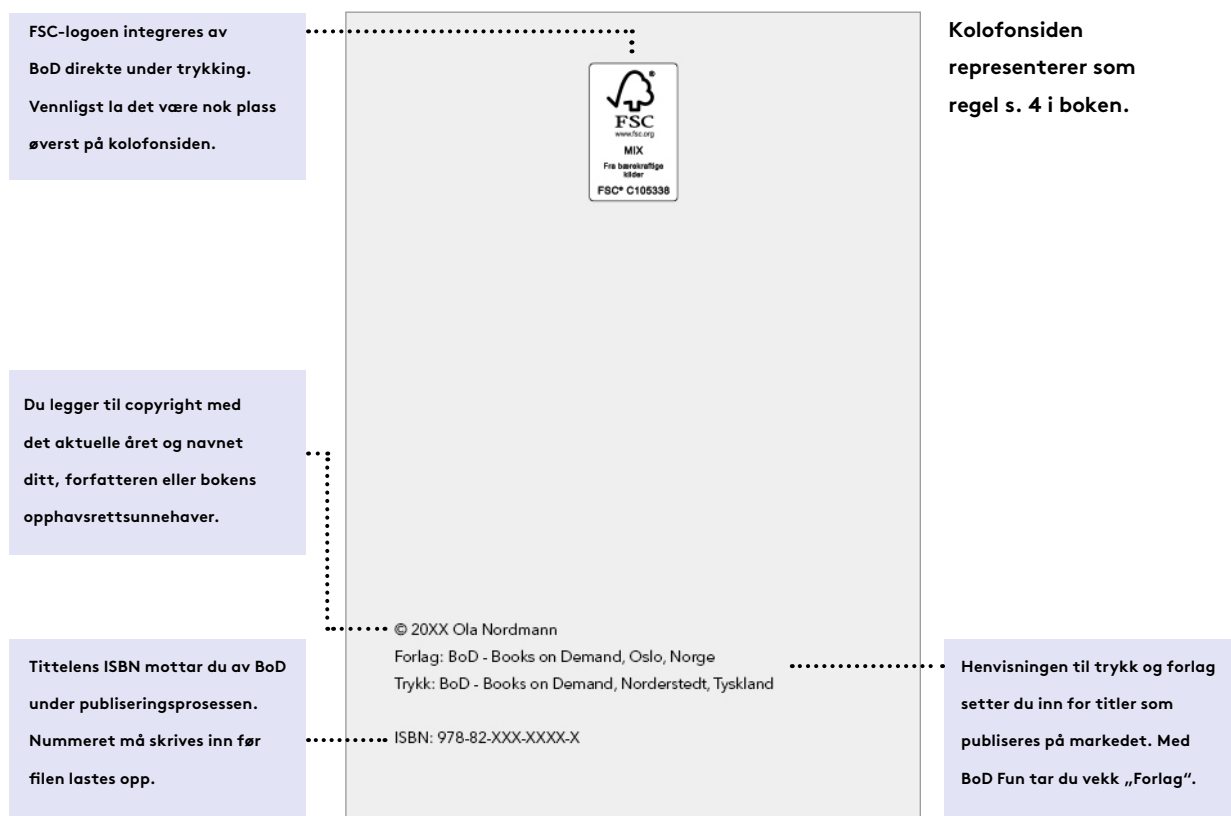 FSC-logoen integreres av
BoD direkte under trykking.
Vennligst la det være nok plass
øverst på kolofonsiden.
FSC
www.fsc.org
MIX
Fra bærekraftige
kilder
FSC® C105338
Kolofonsiden
representerer som
regel s. 4 i boken.
Du legger til copyright med
det aktuelle året og navnet
ditt, forfatteren eller bokens
opphavsrettsunnehaver.
© 20XX Ola Nordmann
Forlag: BoD - Books on Demand, Oslo, Norge
Trykk: BoD - Books on Demand, Norderstedt, Tyskland
ISBN: 978-82-XXX-XXXX-X
Tittelens ISBN mottar du av BoD
under publiseringsprosessen.
Nummeret må skrives inn før
filen lastes opp.
Henvisningen til trykk og forlag
setter du inn for titler som
publiseres på markedet. Med
BoD Fun tar du vekk „Forlag“.